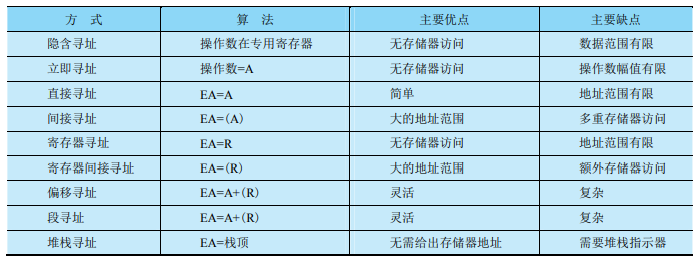 方 式 算 法 主要优点 主要缺点
隐含寻址 操作数在专用寄存器 无存储器访问 数据范围有限
立即寻址 操作数=A 无存储器访问 操作数幅值有限
直接寻址 EA=A 简单 地址范围有限
间接寻址 EA=(A) 大的地址范围 多重存储器访问
寄存器寻址 EA=R 无存储器访问 地址范围有限
寄存器间接寻址 EA=(R) 大的地址范围 额外存储器访问
偏移寻址 EA=A+(R) 灵活 复杂
段寻址 EA=A+(R) 灵活 复杂
堆栈寻址 EA=栈顶 无需给出存储器地址 需要堆栈指示器